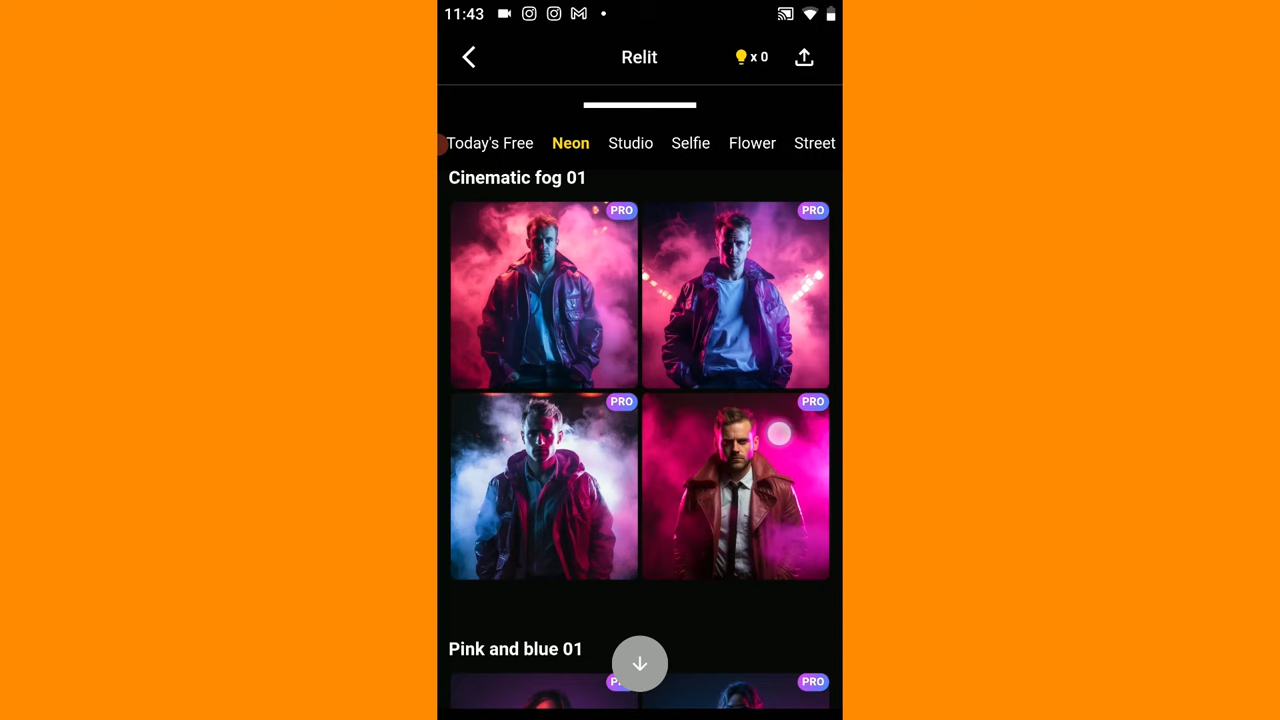 11:43
Relit
x 0
Today's Free Neon Studio Selfie Flower Street
Cinematic fog 01
PRO PRO
PRO PRO
Pink and blue 01
PRO